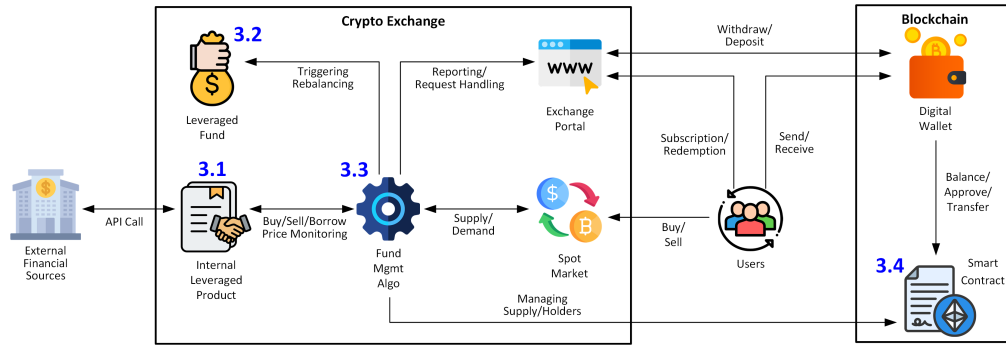 Crypto Exchange
Blockchain
3.2
Leveraged
Fund
Triggering
Rebalancing
Reporting/
Request Handling
WWW
Exchange
Portal
Withdraw/
Deposit
Digital
Wallet
Subscription/
Redemption
Send/
Receive
Balance/
Approve/
Transfer
External
Financial
Sources
API Call
3.1
Internal
Leveraged
Product
Buy/Sell/Borrow
Price Monitoring
3.3
Fund
Mgmt
Algo
Supply/
Demand
Spot
Market
Buy/
Sell
Users
3.4
Smart
Contract
Managing
Supply/Holders